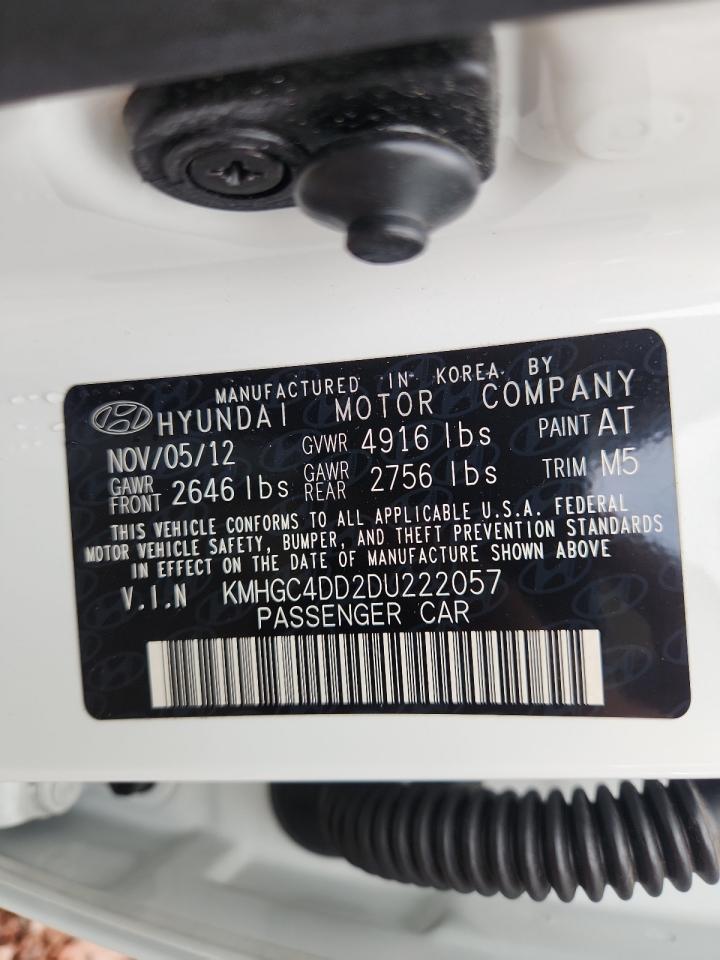 MANUFACTURED IN KOREA BY
HYUNDAI MOTOR COMPANY
NOV/05/12 GVWR 4916 lbs PAINT AT
GAWR FRONT 2646 lbs GAWR REAR 2756 lbs TRIM M5
THIS VEHICLE CONFORMS TO ALL APPLICABLE U.S.A. FEDERAL
MOTOR VEHICLE SAFETY, BUMPER, AND THEFT PREVENTION STANDARDS
IN EFFECT ON THE DATE OF MANUFACTURE SHOWN ABOVE
V.I.N KMHGC4DD2DU222057
PASSENGER CAR